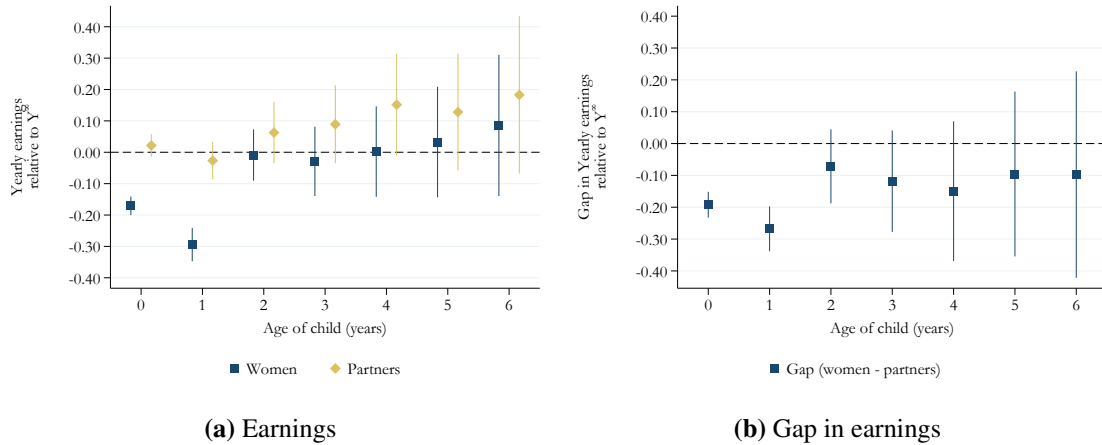 0.40
0.30
0.20
0.10
0.00
-0.10
-0.20
-0.30
-0.40
Yearly earnings
relative to Y∞
0 1 2 3 4 5 6
Age of child (years)
Women Partners
(a) Earnings
0.40
0.30
0.20
0.10
0.00
-0.10
-0.20
-0.30
-0.40
Gap in Yearly earnings
relative to Y∞
0 1 2 3 4 5 6
Age of child (years)
Gap (women - partners)
(b) Gap in earnings